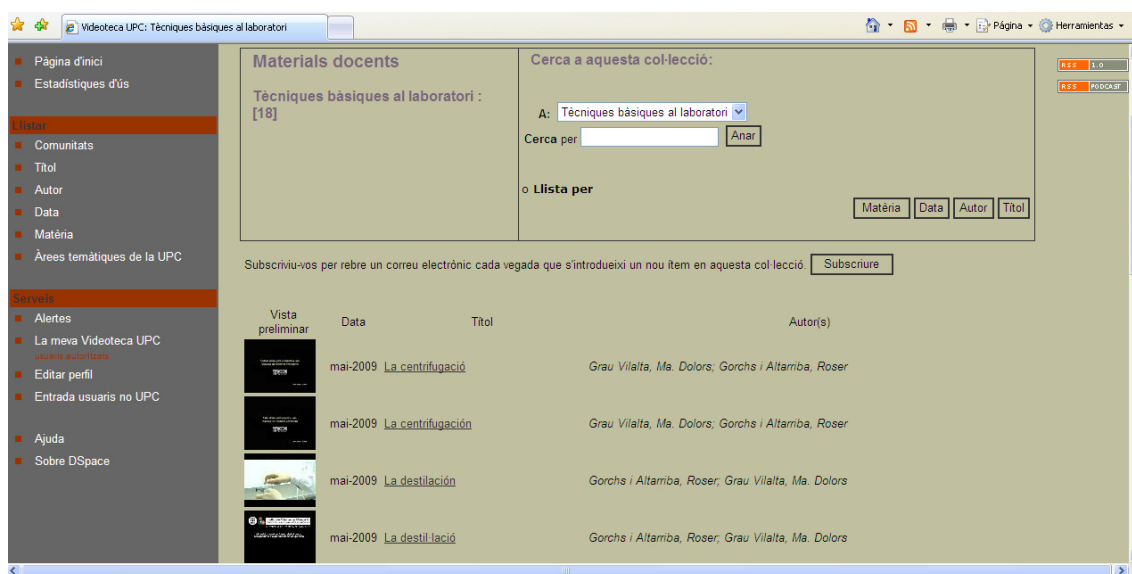 Videoteca UPC: Tècniques bàsiques al laboratori
Página
Herramientas
Pàgina d'inici
Estadístiques d'ús
Llistar
Comunitats
Títol
Autor
Data
Matèria
Àrees temàtiques de la UPC
Serveis
Alertes
La meva Videoteca UPC
usuaris autoritzats
Editar perfil
Entrada usuaris no UPC
Ajuda
Sobre DSpace
Materials docents
Tècniques bàsiques al laboratori :
[18]
Cerca a aquesta col·lecció:
A: Tècniques bàsiques al laboratori
Cerca per Anar
o Llista per
Matèria Data Autor Títol
RSS 1.0
RSS PODCAST
Subscriviu-vos per rebre un correu electrònic cada vegada que s'introdueixi un nou ítem en aquesta col·lecció. Subscriure
Vista
preliminar Data Títol Autor(s)
mai-2009 La centrifugació Grau Vilalta, Ma. Dolors; Gorchs i Altarriba, Roser
mai-2009 La centrifugación Grau Vilalta, Ma. Dolors; Gorchs i Altarriba, Roser
mai-2009 La destilación Gorchs i Altarriba, Roser; Grau Vilalta, Ma. Dolors
mai-2009 La destil·lació Gorchs i Altarriba, Roser; Grau Vilalta, Ma. Dolors